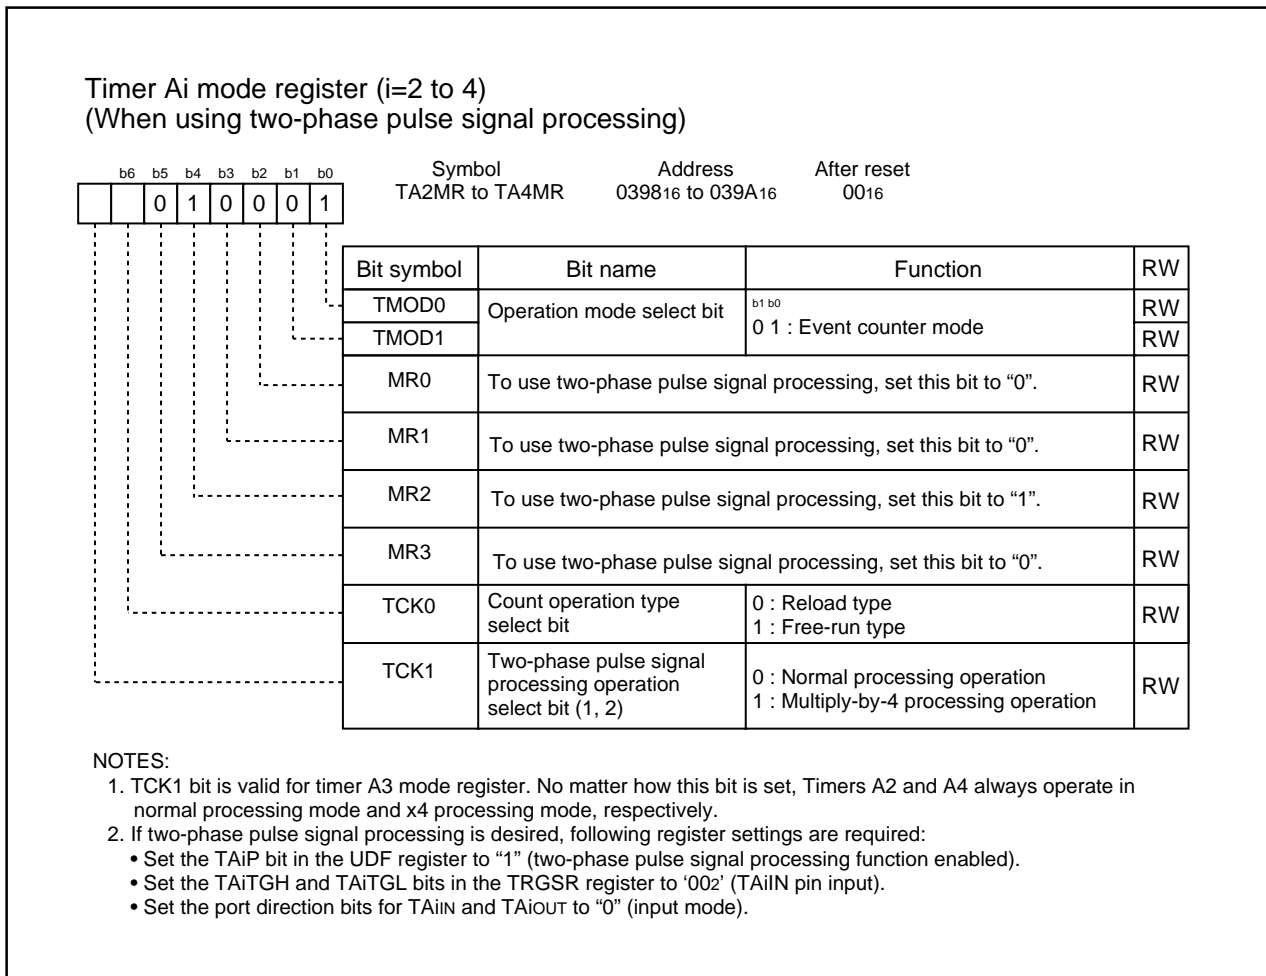 Timer Ai mode register (i=2 to 4)
(When using two-phase pulse signal processing)
b6 b5 b4 b3 b2 b1 b0
0 1 0 0 0 1
Symbol Address After reset
TA2MR to TA4MR 039816 to 039A16 0016
Bit symbol Bit name Function RW
TMOD0 Operation mode select bit b1 b0 RW
TMOD1 0 1 : Event counter mode RW
MR0 To use two-phase pulse signal processing, set this bit to “0”. RW
MR1 To use two-phase pulse signal processing, set this bit to “0”. RW
MR2 To use two-phase pulse signal processing, set this bit to “1”. RW
MR3 To use two-phase pulse signal processing, set this bit to “0”. RW
TCK0 Count operation type 0 : Reload type RW
select bit 1 : Free-run type
TCK1 Two-phase pulse signal
processing operation 0 : Normal processing operation RW
select bit (1, 2) 1 : Multiply-by-4 processing operation
NOTES:
1. TCK1 bit is valid for timer A3 mode register. No matter how this bit is set, Timers A2 and A4 always operate in
normal processing mode and x4 processing mode, respectively.
2. If two-phase pulse signal processing is desired, following register settings are required:
• Set the TAiP bit in the UDF register to “1” (two-phase pulse signal processing function enabled).
• Set the TAiTGH and TAiTGL bits in the TRGSR register to ‘002’ (TAiIN pin input).
• Set the port direction bits for TAiIN and TAiOUT to “0” (input mode).